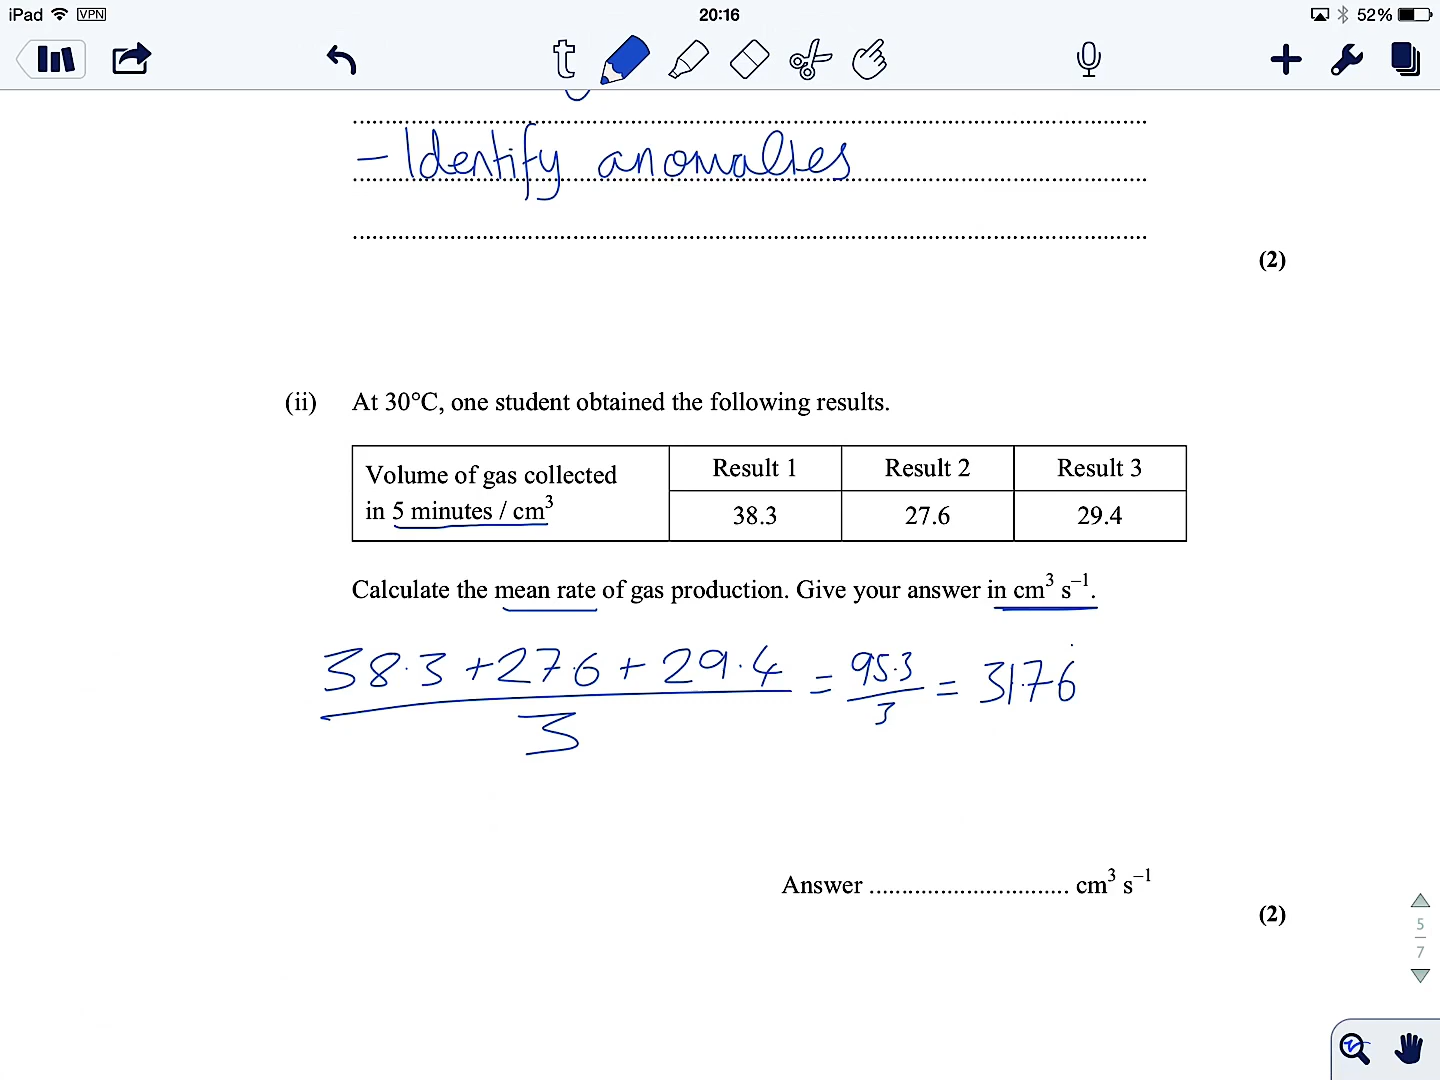 iPad VPN 20:16 52%
t
- Identify anomalies
(2)
(ii) At 30°C, one student obtained the following results.
Volume of gas collected in 5 minutes / cm³ Result 1 Result 2 Result 3
38.3 27.6 29.4
Calculate the mean rate of gas production. Give your answer in cm³ s⁻¹.
38.3 + 27.6 + 29.4 / 3 = 95.3 / 3 = 31.76̇
Answer .............................. cm³ s⁻¹
(2)
5
7